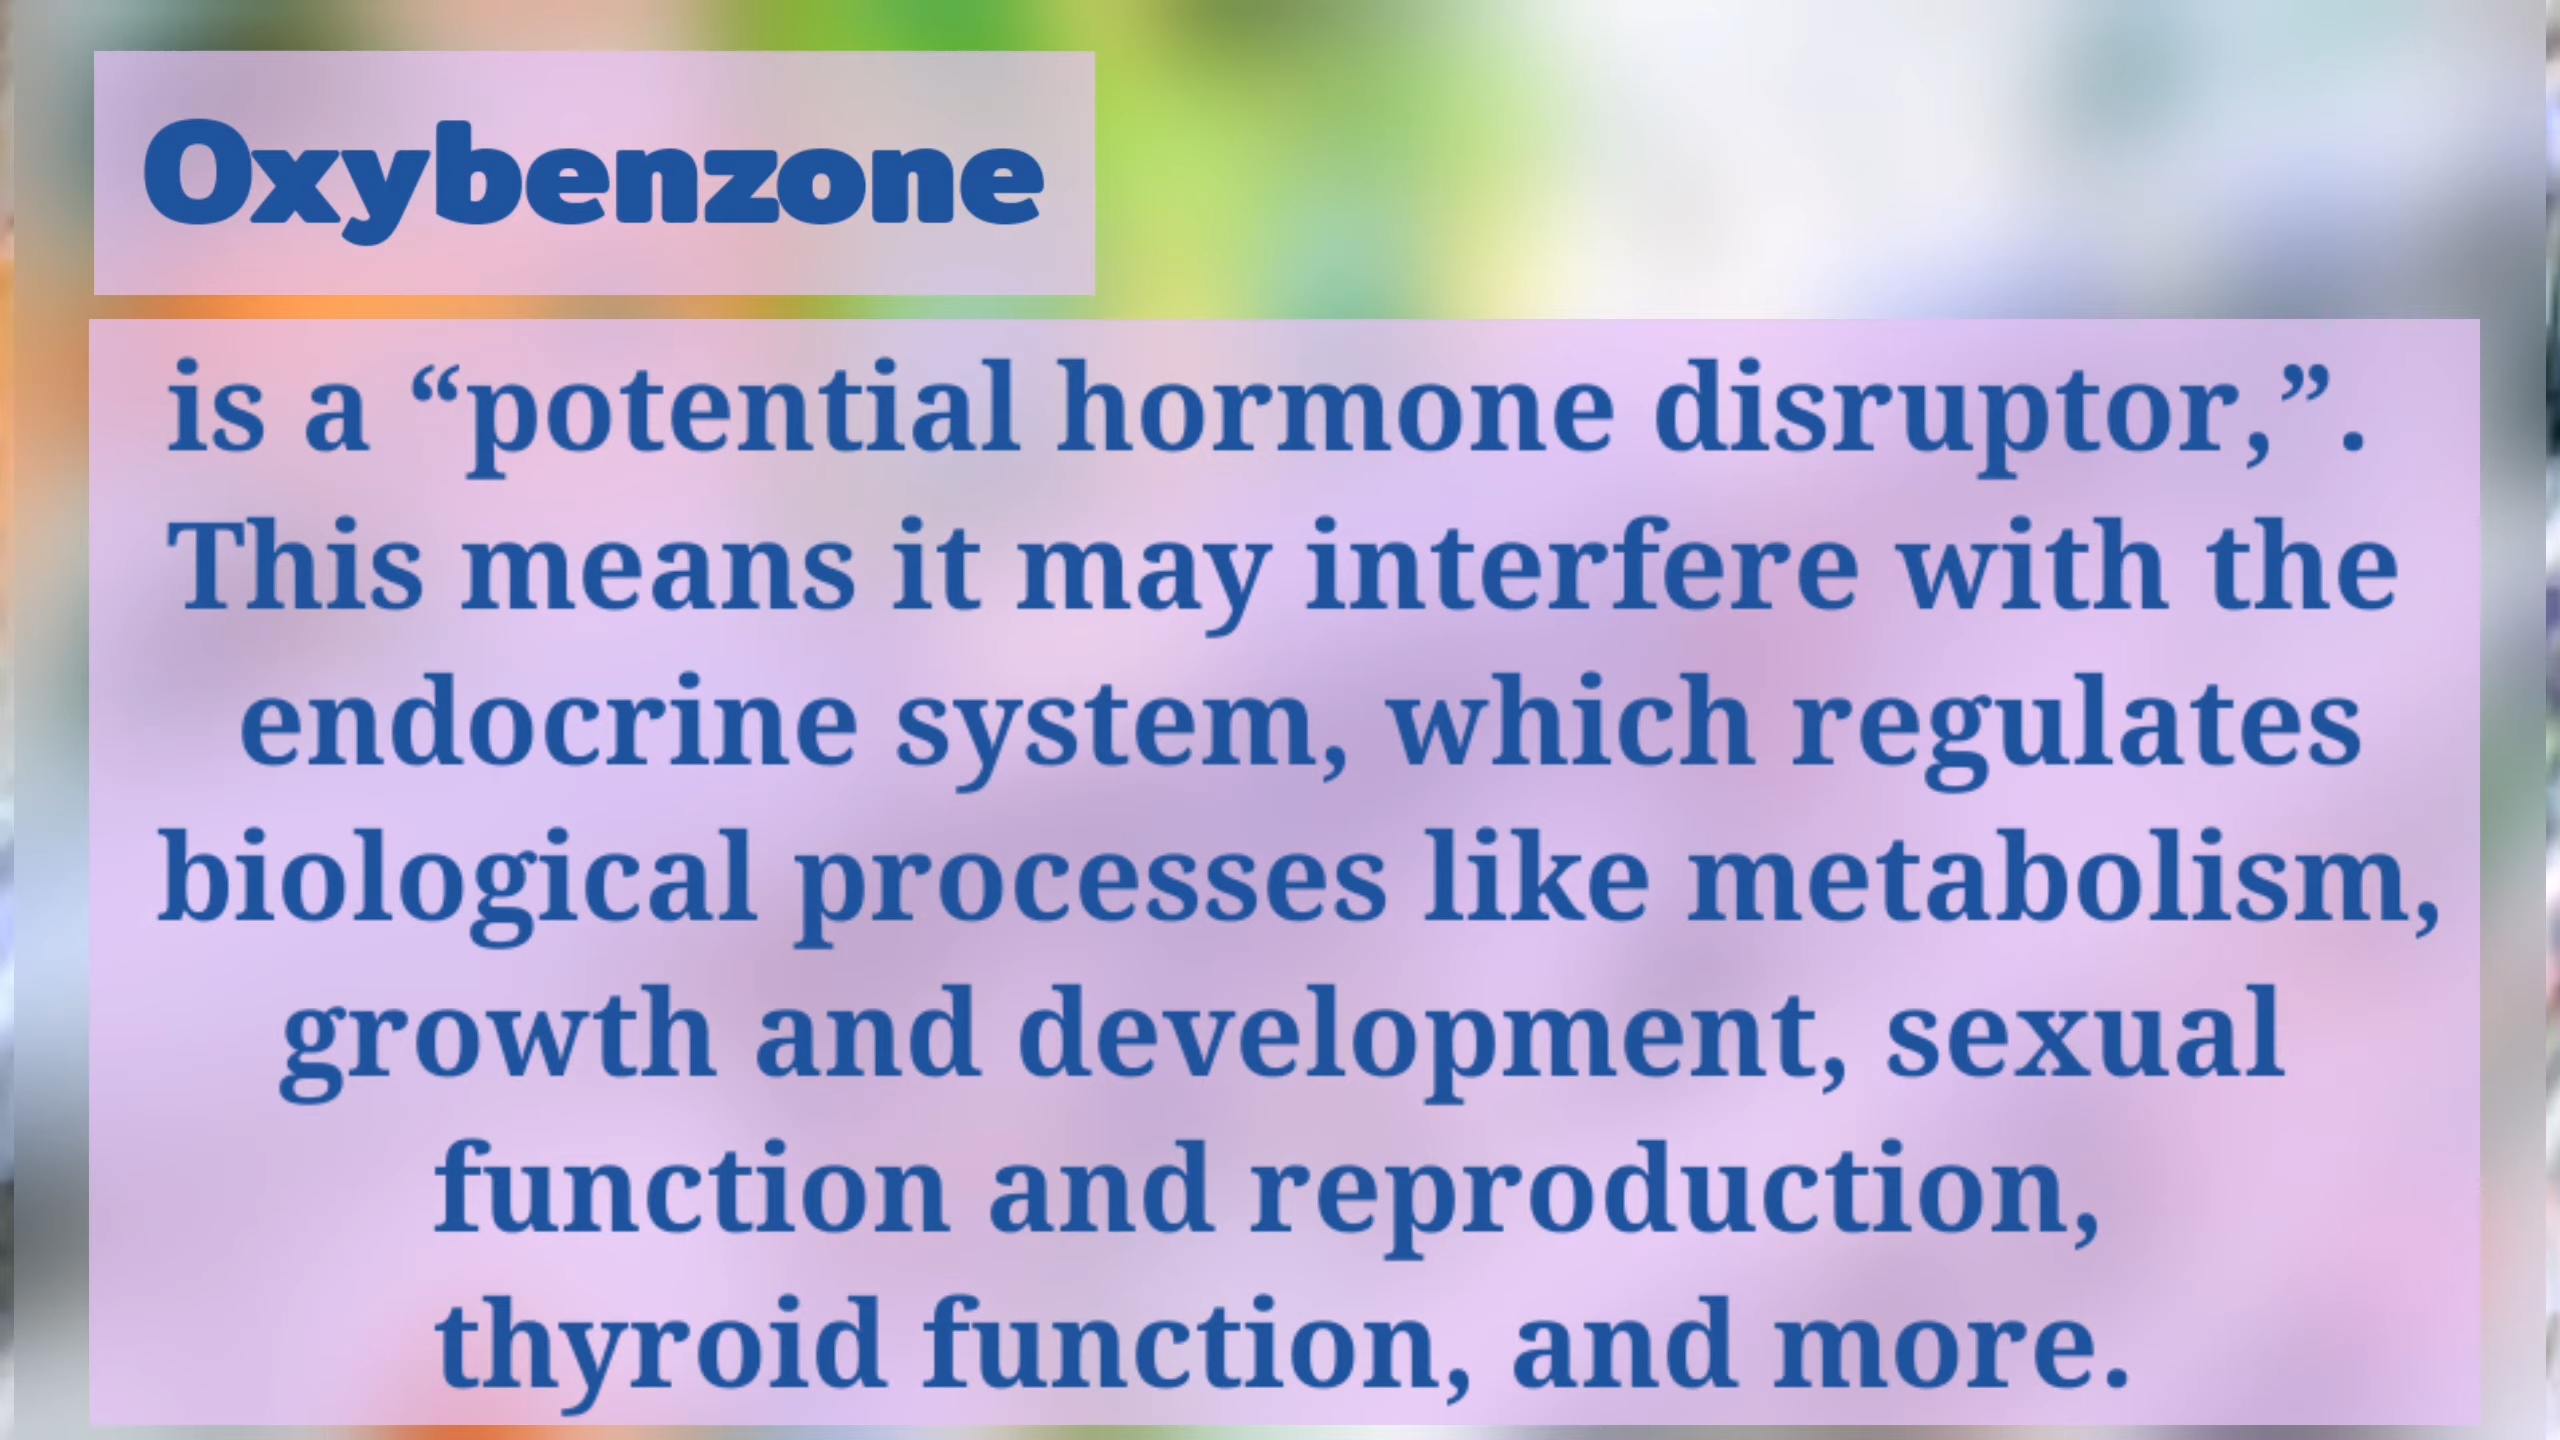 Oxybenzone
is a “potential hormone disruptor,”.
This means it may interfere with the
endocrine system, which regulates
biological processes like metabolism,
growth and development, sexual
function and reproduction,
thyroid function, and more.